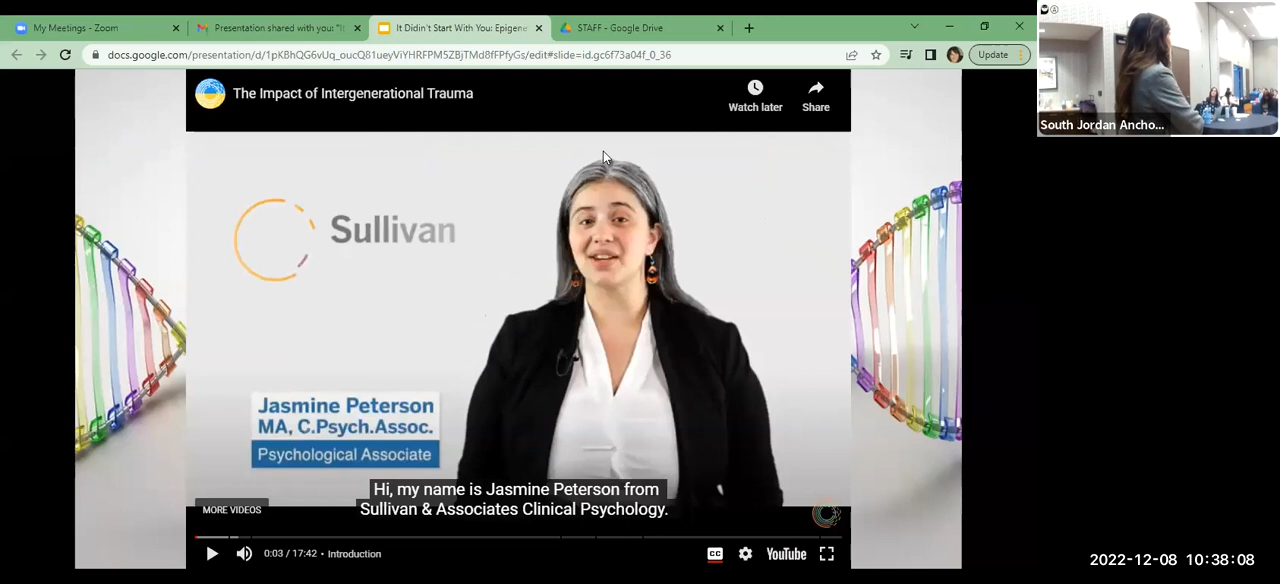 My Meetings - Zoom
Presentation shared with you: "It
It Didn't Start With You: Epigene
STAFF - Google Drive
docs.google.com/presentation/d/1pKBhQG6vUq_oucQ81ueyViYHRFPM5ZBjTMd8fFPfyGs/edit#slide=id.gc6f73a04f_0_36
Update
South Jordan Ancho...
The Impact of Intergenerational Trauma
Watch later
Share
Sullivan
Jasmine Peterson
MA, C.Psych.Assoc.
Psychological Associate
Hi, my name is Jasmine Peterson from
Sullivan & Associates Clinical Psychology.
MORE VIDEOS
0:03 / 17:42 • Introduction
CC
YouTube
2022-12-08 10:38:08